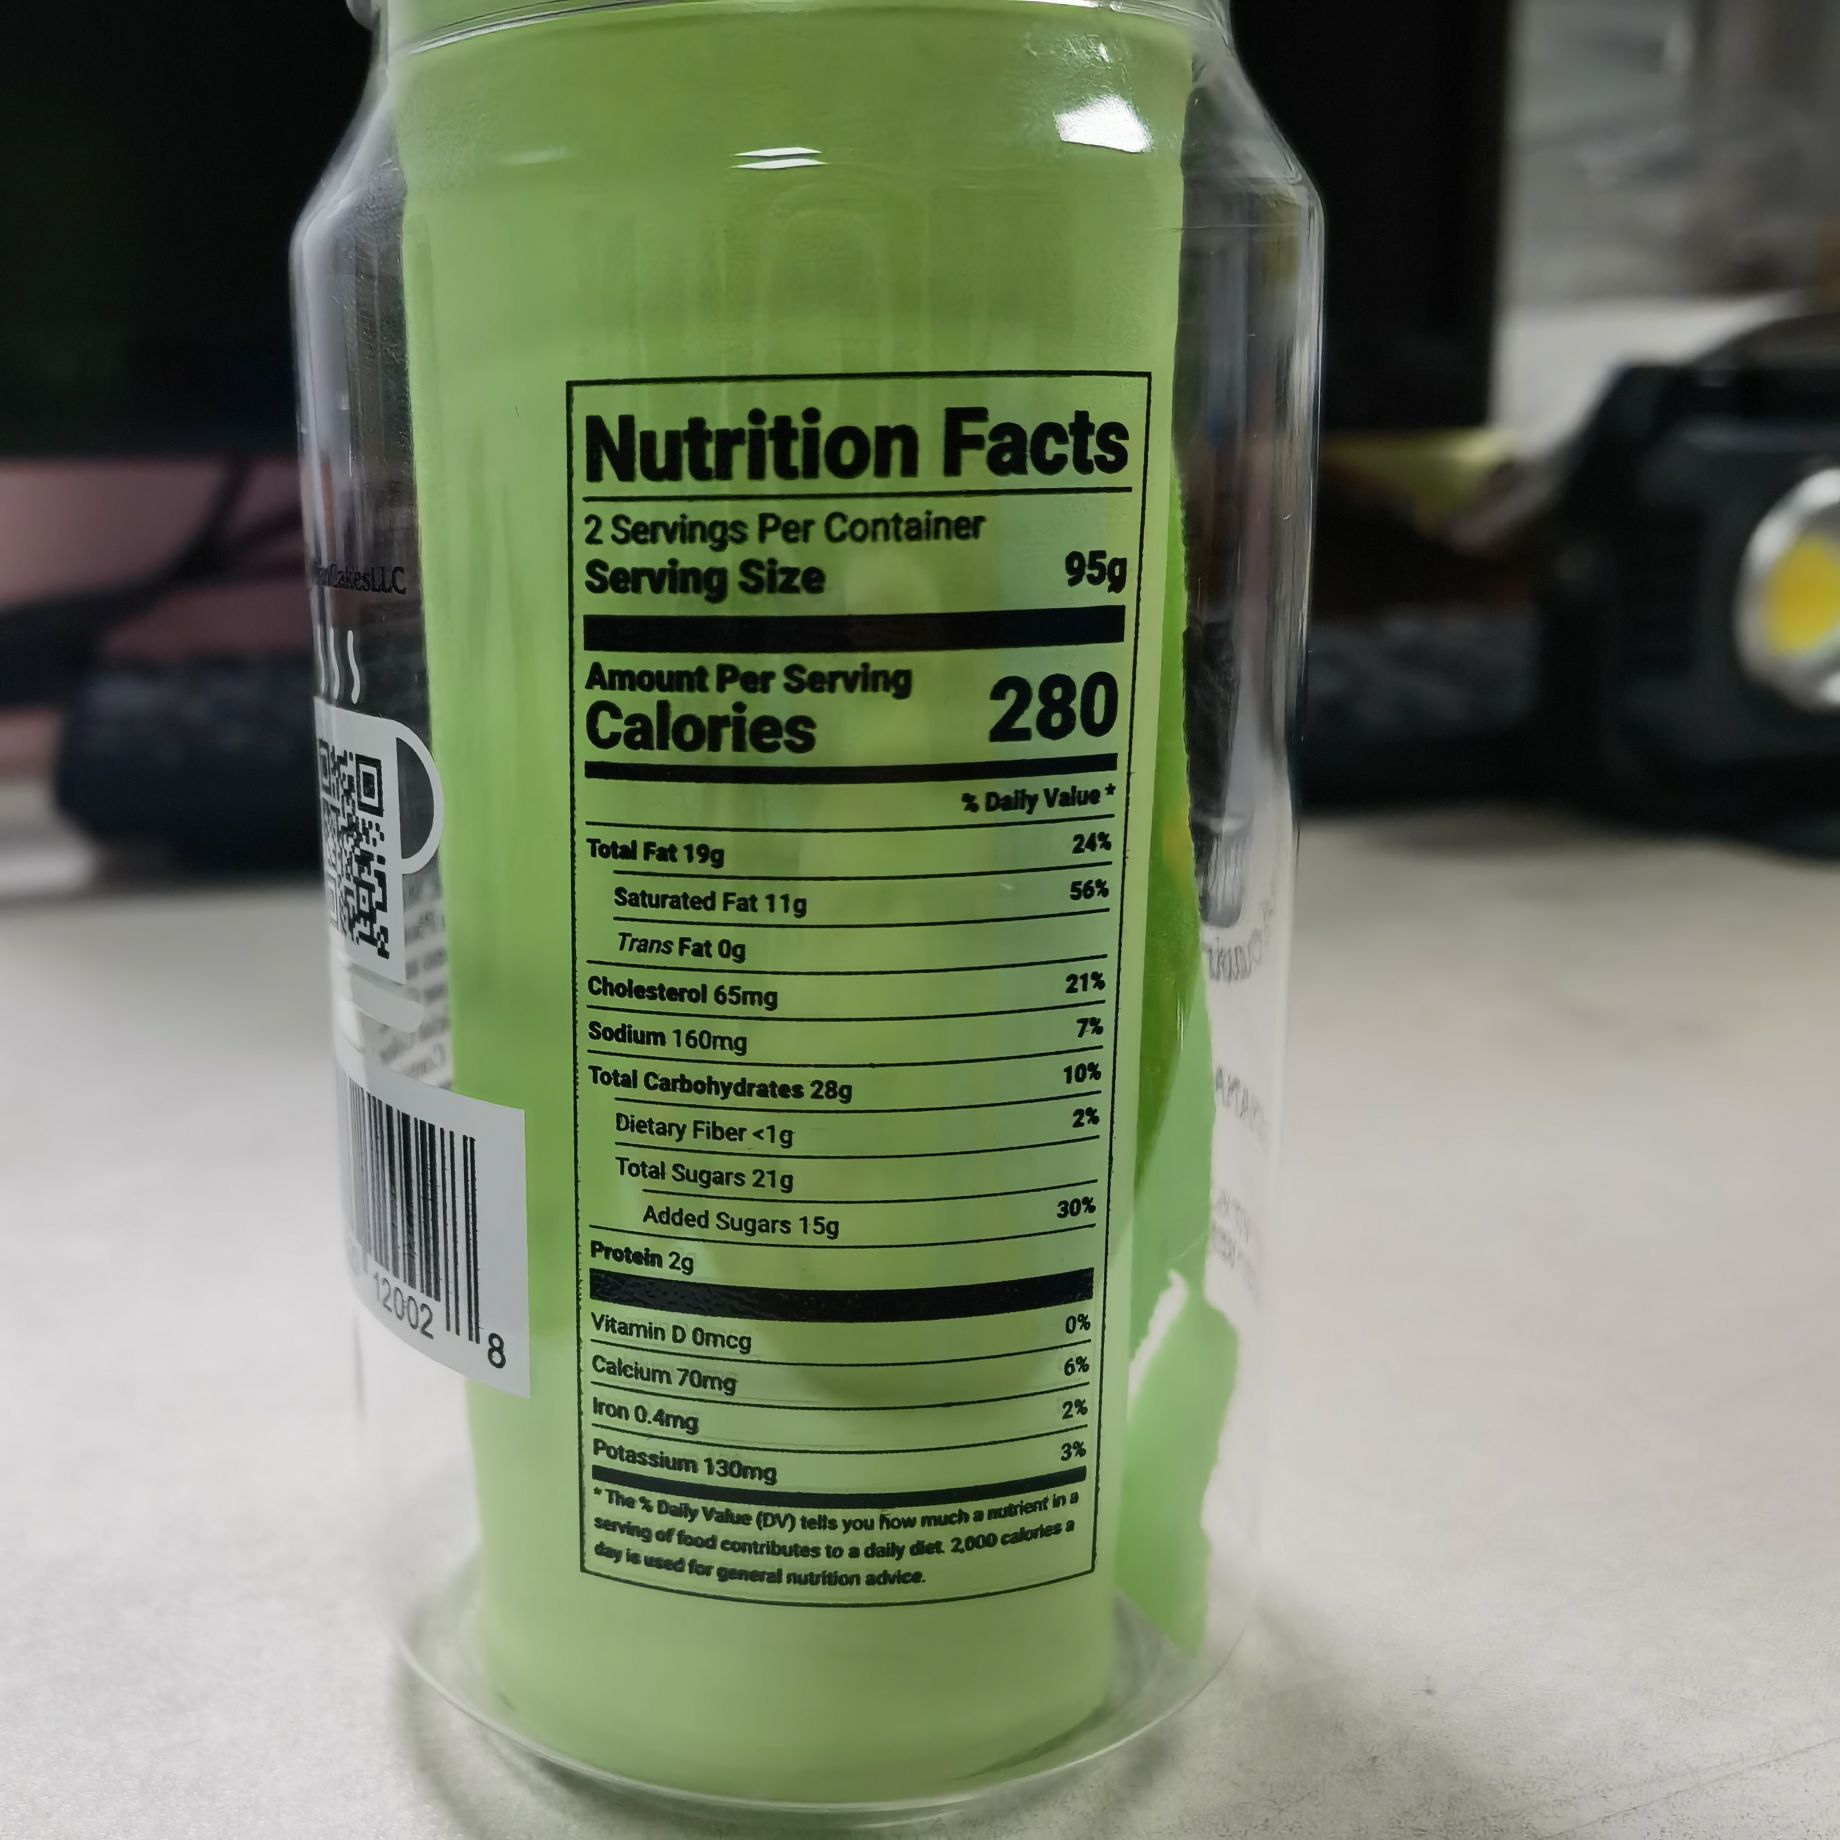 Nutrition Facts
2 Servings Per Container
Serving Size 95g
Amount Per Serving
Calories 280
% Daily Value *
Total Fat 19g 24%
Saturated Fat 11g 56%
Trans Fat 0g
Cholesterol 65mg 21%
Sodium 160mg 7%
Total Carbohydrates 28g 10%
Dietary Fiber <1g 2%
Total Sugars 21g
Added Sugars 15g 30%
Protein 2g
Vitamin D 0mcg 0%
Calcium 70mg 6%
Iron 0.4mg 2%
Potassium 130mg 3%
* The % Daily Value (DV) tells you how much a nutrient in a
serving of food contributes to a daily diet. 2,000 calories a
day is used for general nutrition advice.
CakesLLC
12002 8